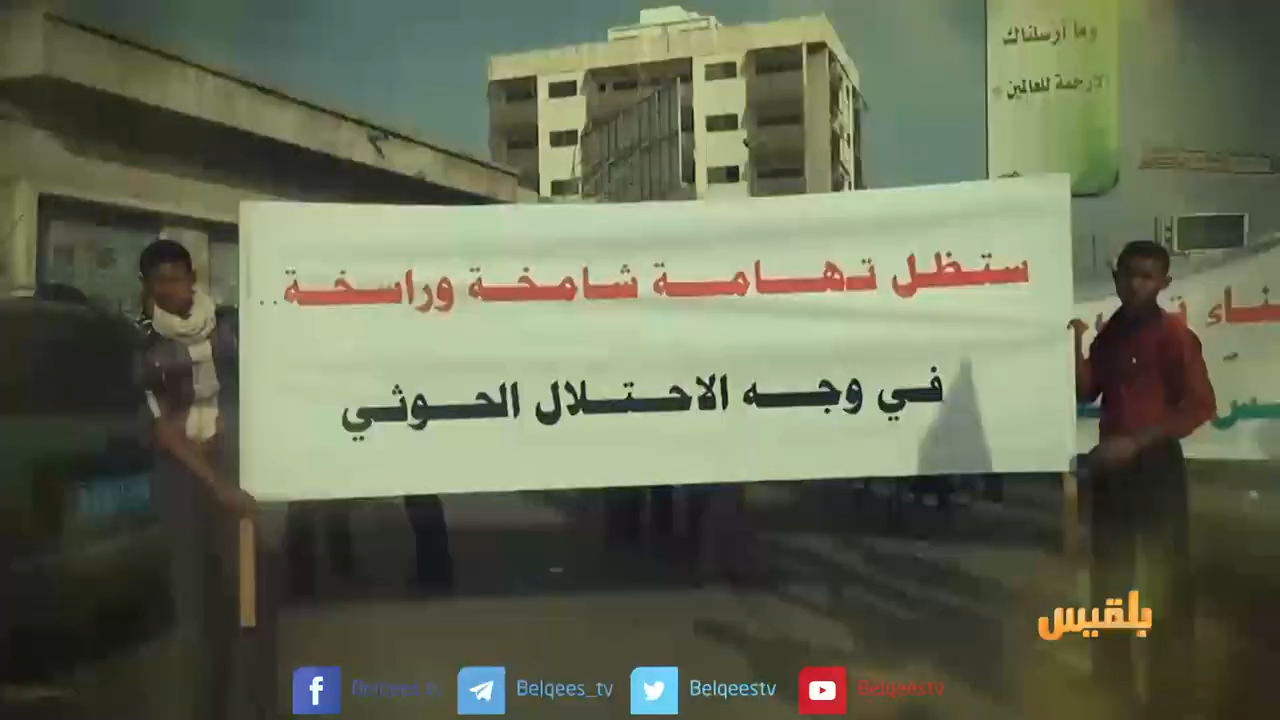 وما أرسلناك
إلا رحمة للعالمين
ستظل تهامة شامخة وراسخة..
في وجه الاحتلال الحوثي
بلقيس
Belqees_tv
Belqeestv
Belqeestv